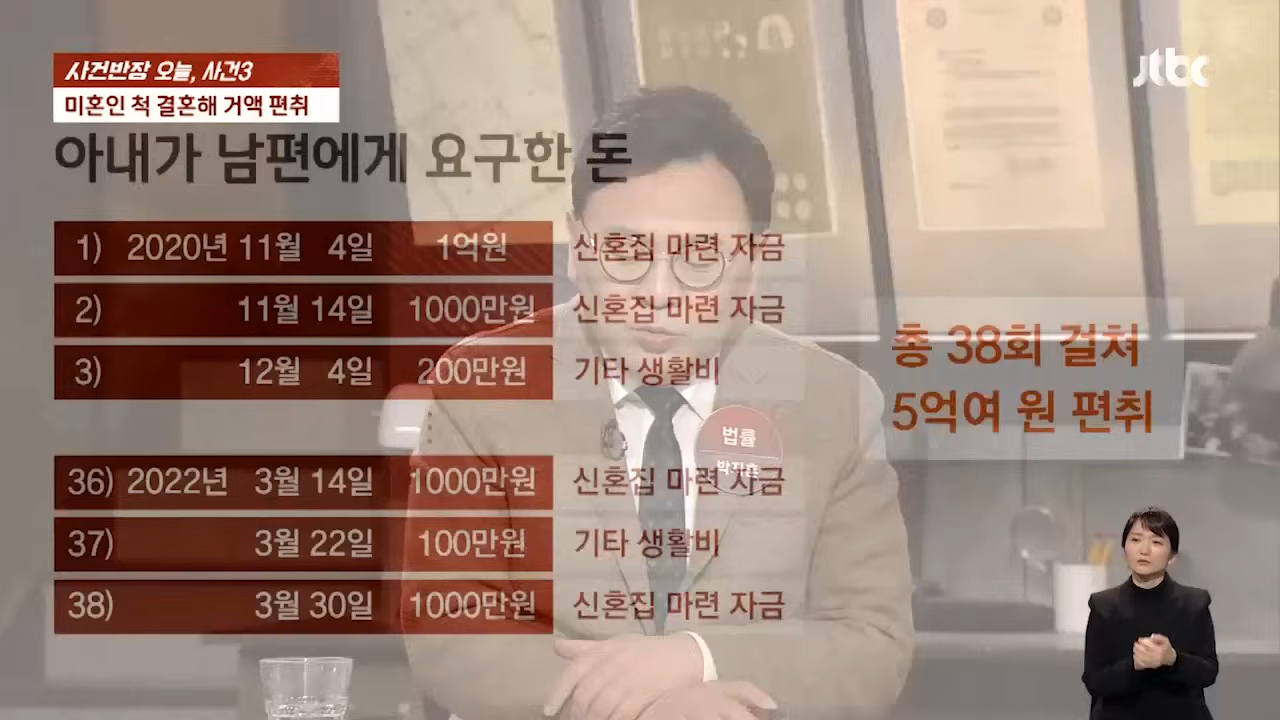 사건반장 오늘, 사건3
jtbc
미혼인 척 결혼해 거액 편취
아내가 남편에게 요구한 돈
1) 2020년 11월 4일 1억원 신혼집 마련 자금
2) 11월 14일 1000만원 신혼집 마련 자금
3) 12월 4일 200만원 기타 생활비
총 38회 걸쳐
5억여 원 편취
법률
36) 2022년 3월 14일 1000만원 신혼집 마련 자금
37) 3월 22일 100만원 기타 생활비
38) 3월 30일 1000만원 신혼집 마련 자금